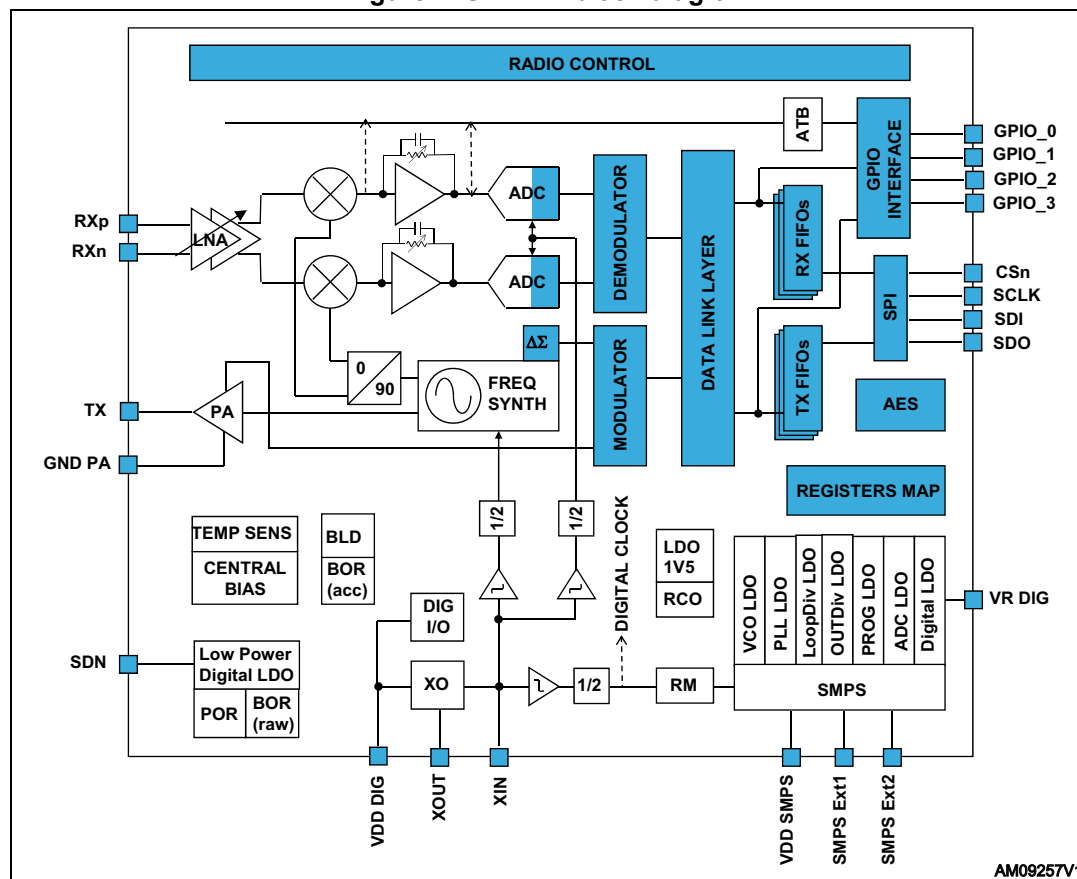 RADIO CONTROL
ATB
GPIO
INTERFACE
GPIO_0
GPIO_1
GPIO_2
GPIO_3
RXp
RXn
LNA
ADC
ADC
DEMODULATOR
DATA LINK LAYER
RX FIFOs
SPI
CSn
SCLK
SDI
SDO
ΔΣ
0
90
FREQ
SYNTH
MODULATOR
TX FIFOs
AES
TX
PA
GND PA
REGISTERS MAP
TEMP SENS
CENTRAL
BIAS
BLD
BOR
(acc)
1/2
1/2
DIGITAL CLOCK
LDO
1V5
RCO
VCO LDO
PLL LDO
LoopDiv LDO
OUTDiv LDO
PROG LDO
ADC LDO
Digital LDO
VR DIG
DIG
I/O
SDN
Low Power
Digital LDO
POR
BOR
(raw)
XO
1/2
RM
SMPS
VDD DIG
XOUT
XIN
VDD SMPS
SMPS Ext1
SMPS Ext2
AM09257V1